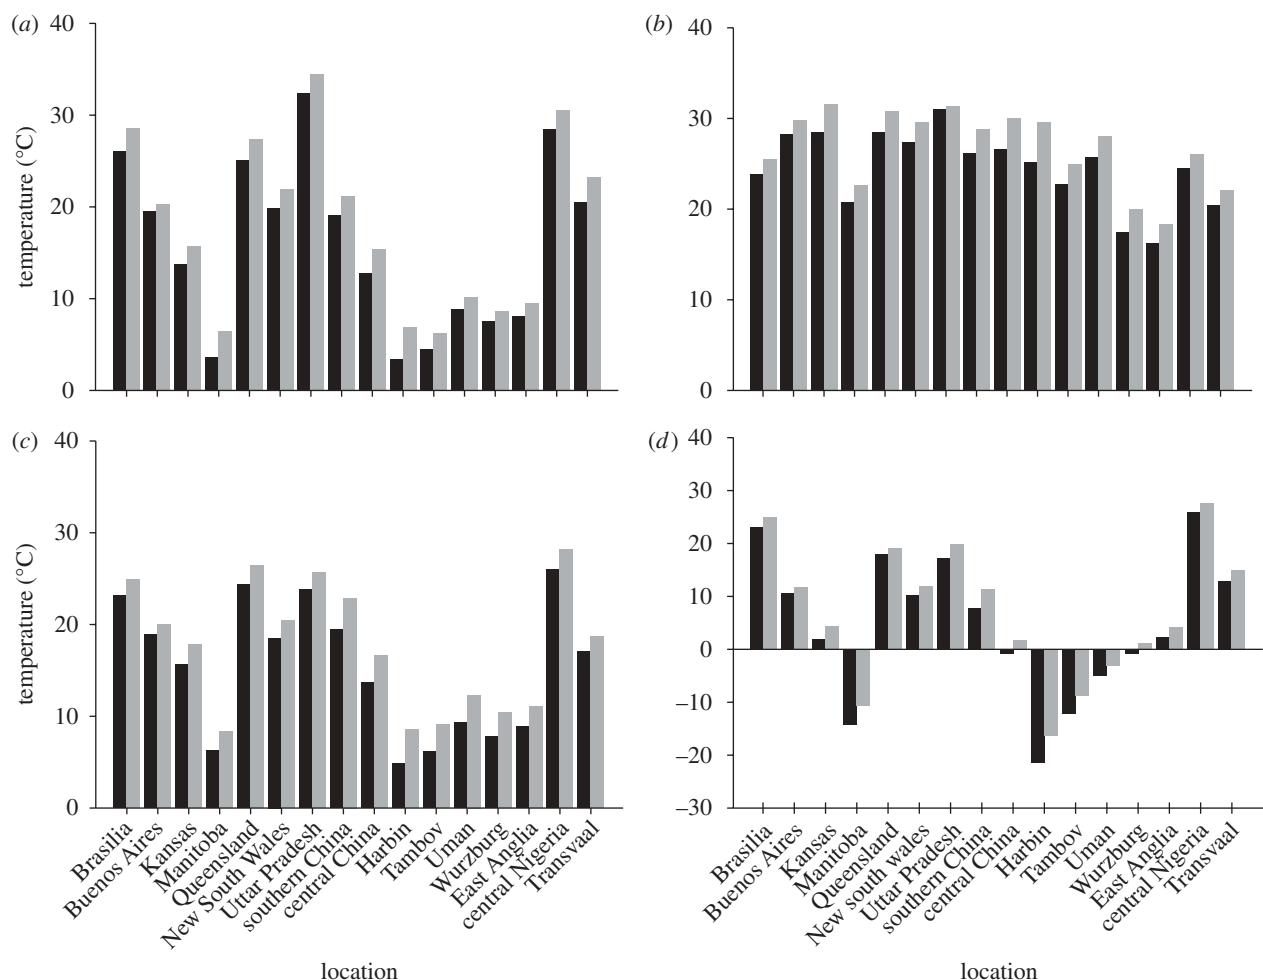 (a)
40
30
20
10
0
temperature (°C)
(b)
40
30
20
10
0
(c)
40
30
20
10
0
temperature (°C)
Brasilia
Buenos Aires
Kansas
Manitoba
Queensland
New South Wales
Uttar Pradesh
southern China
central China
Harbin
Tambov
Uman
Wurzburg
East Anglia
central Nigeria
Transvaal
location
(d)
40
30
20
10
0
–10
–20
–30
Brasilia
Buenos Aires
Kansas
Manitoba
Queensland
New south wales
Uttar Pradesh
southern China
central China
Harbin
Tambov
Uman
Wurzburg
East Anglia
central Nigeria
Transvaal
location